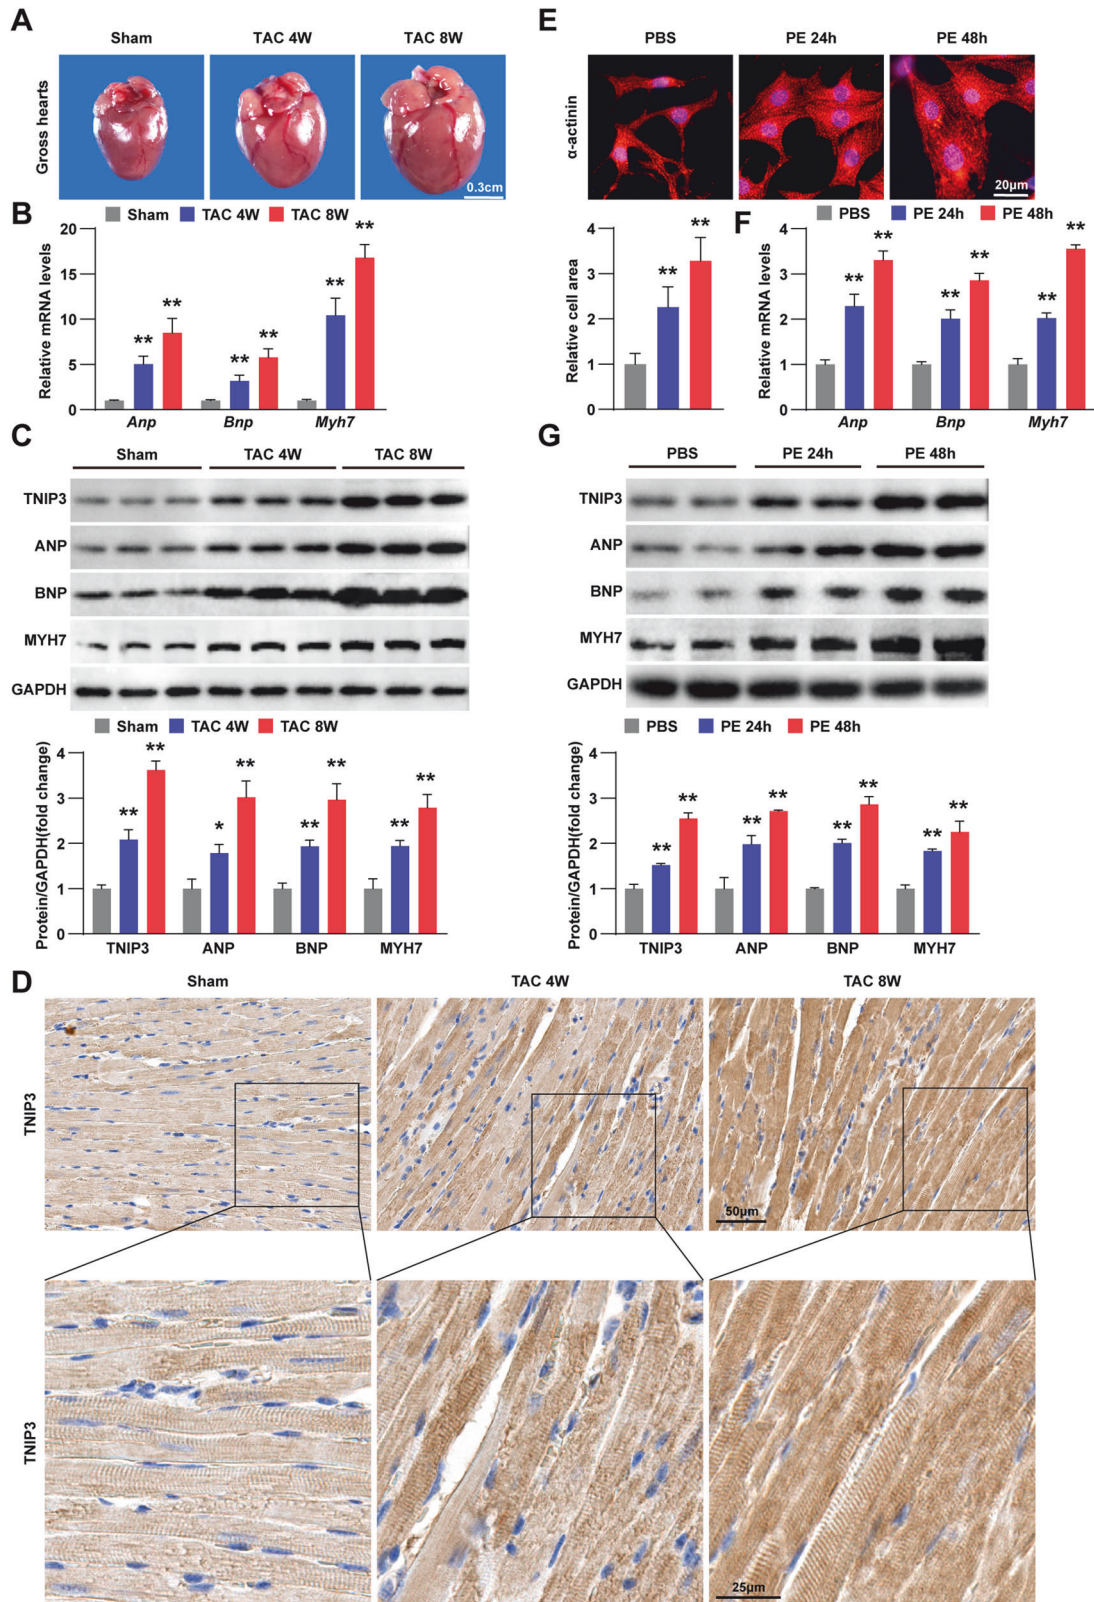 A
Sham TAC 4W TAC 8W
Gross hearts
0.3cm
B
Sham TAC 4W TAC 8W
Relative mRNA levels
20
15
10
5
0
** ** ** ** ** **
Anp Bnp Myh7
C
Sham TAC 4W TAC 8W
TNIP3
ANP
BNP
MYH7
GAPDH
Sham TAC 4W TAC 8W
Protein/GAPDH(fold change)
4
3
2
1
0
** ** * ** ** ** ** **
TNIP3 ANP BNP MYH7
E
PBS PE 24h PE 48h
α-actinin
20μm
Relative cell area
4
3
2
1
0
** **
F
PBS PE 24h PE 48h
Relative mRNA levels
4
3
2
1
0
** ** ** ** ** **
Anp Bnp Myh7
G
PBS PE 24h PE 48h
TNIP3
ANP
BNP
MYH7
GAPDH
PBS PE 24h PE 48h
Protein/GAPDH(fold change)
4
3
2
1
0
** ** ** ** ** ** ** **
TNIP3 ANP BNP MYH7
D
Sham TAC 4W TAC 8W
TNIP3
50μm
TNIP3
25μm